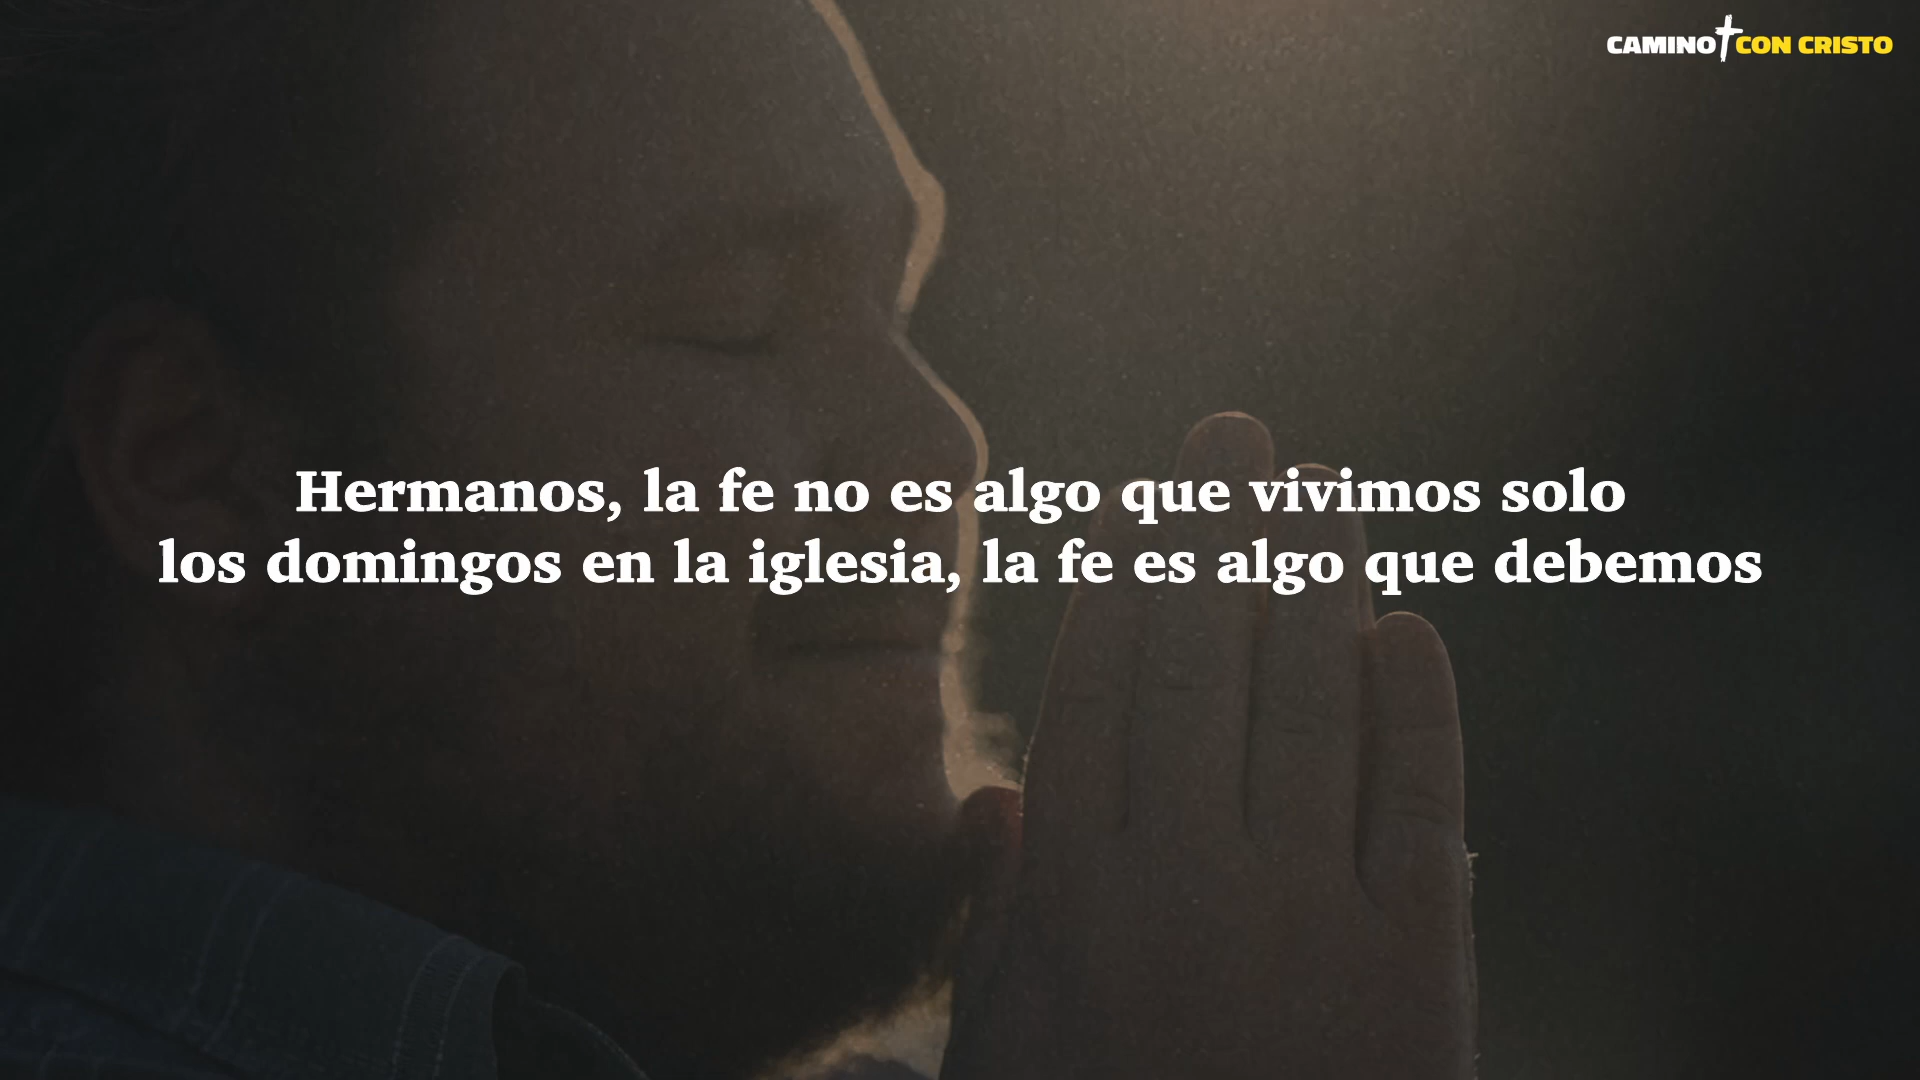 CAMINO CON CRISTO
Hermanos, la fe no es algo que vivimos solo
los domingos en la iglesia, la fe es algo que debemos